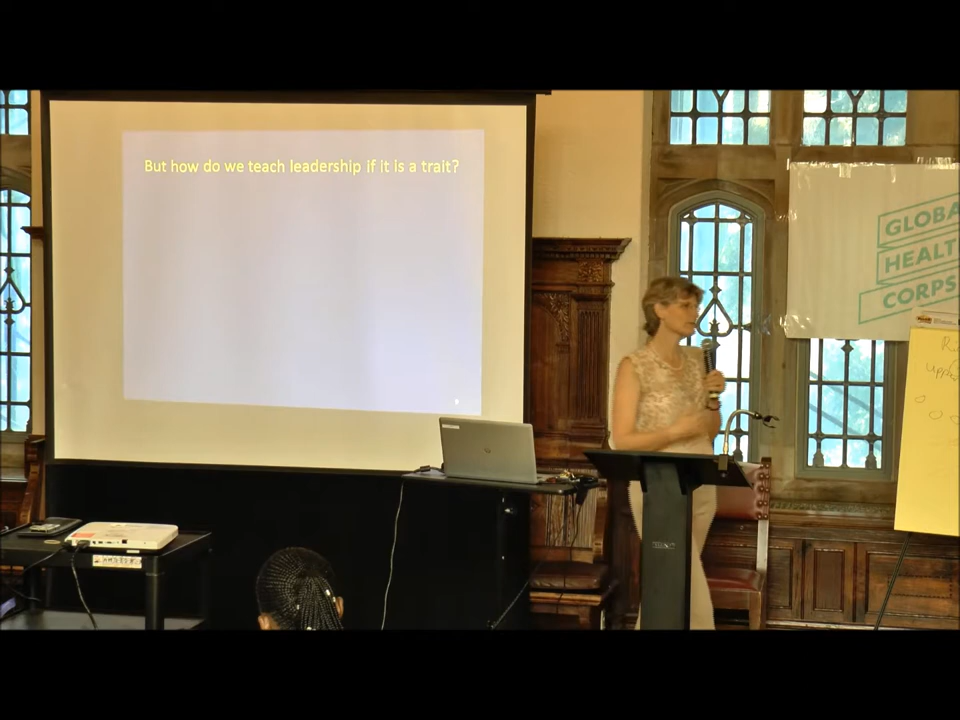 But how do we teach leadership if it is a trait?
GLOBA
HEALT
CORPS